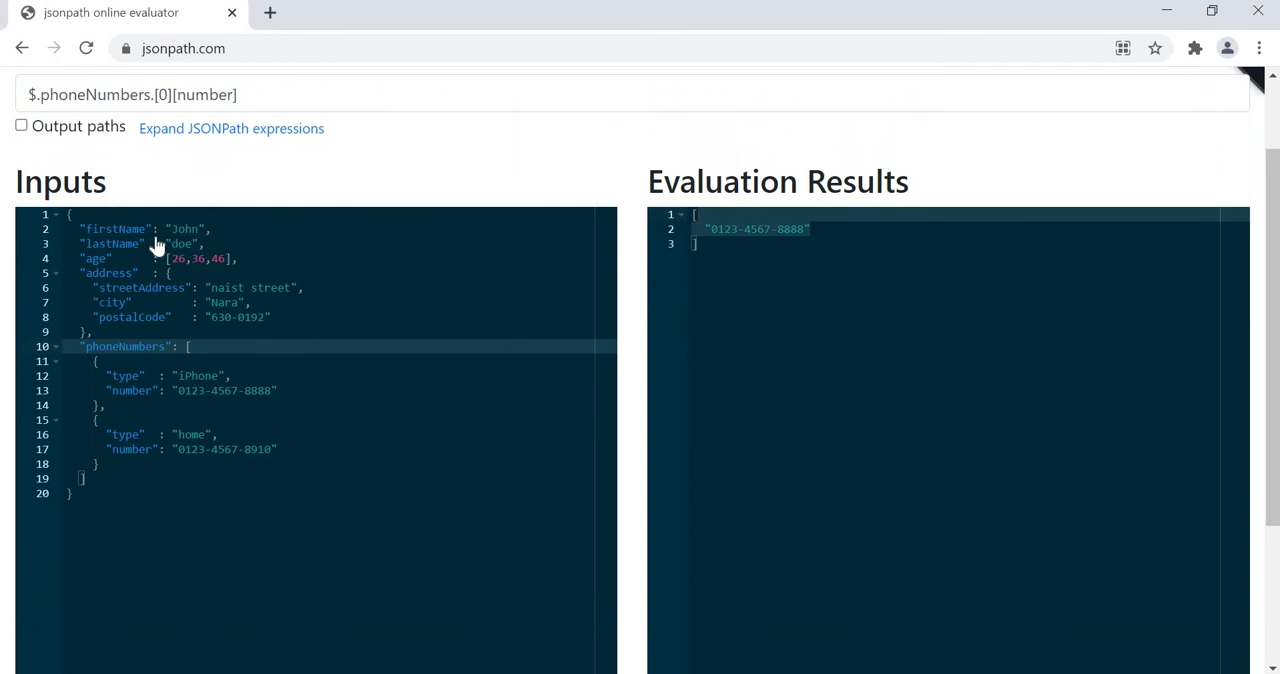 jsonpath online evaluator
jsonpath.com
$.phoneNumbers.[0][number]
Output paths Expand JSONPath expressions
Inputs
1 {
2 "firstName": "John",
3 "lastName" "doe",
4 "age" : [26,36,46],
5 "address" : {
6 "streetAddress": "naist street",
7 "city" : "Nara",
8 "postalCode" : "630-0192"
9 },
10 "phoneNumbers": [
11 {
12 "type" : "iPhone",
13 "number": "0123-4567-8888"
14 },
15 {
16 "type" : "home",
17 "number": "0123-4567-8910"
18 }
19 ]
20 }
Evaluation Results
1 [
2 "0123-4567-8888"
3 ]